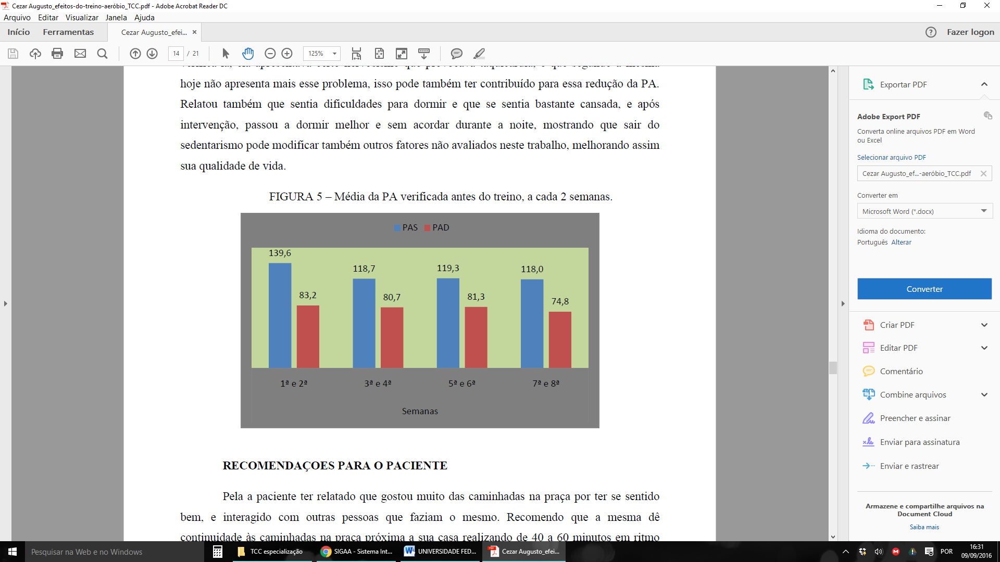 Cezar Augusto_efeitos-do-treino-aeróbio_TCC.pdf - Adobe Acrobat Reader DC
Arquivo Editar Visualizar Janela Ajuda
Início Ferramentas Cezar Augusto_efei... × Fazer logon
14 / 21 125%
hoje não apresenta mais esse problema, isso pode também ter contribuído para essa redução da PA.
Relatou também que sentia dificuldades para dormir e que se sentia bastante cansada, e após
intervenção, passou a dormir melhor e sem acordar durante a noite, mostrando que sair do
sedentarismo pode modificar também outros fatores não avaliados neste trabalho, melhorando assim
sua qualidade de vida.
FIGURA 5 – Média da PA verificada antes do treino, a cada 2 semanas.
PAS PAD
139,6 83,2 118,7 80,7 119,3 81,3 118,0 74,8
1ª e 2ª 3ª e 4ª 5ª e 6ª 7ª e 8ª
Semanas
RECOMENDAÇOES PARA O PACIENTE
Pela a paciente ter relatado que gostou muito das caminhadas na praça por ter se sentido
bem, e interagido com outras pessoas que faziam o mesmo. Recomendo que a mesma dê
continuidade às caminhadas na praça próxima a sua casa realizando de 40 a 60 minutos em ritmo
Exportar PDF
Adobe Export PDF
Converta online arquivos PDF em Word
ou Excel
Selecionar arquivo PDF
Cezar Augusto_ef...-aeróbio_TCC.pdf
Converter em
Microsoft Word (*.docx)
Idioma do documento:
Português Alterar
Converter
Criar PDF
Editar PDF
Comentário
Combine arquivos
Preencher e assinar
Enviar para assinatura
Enviar e rastrear
Armazene e compartilhe arquivos na
Document Cloud
Saiba mais
Pesquisar na Web e no Windows
TCC especialização
SIGAA - Sistema Int...
UNIVERSIDADE FED...
Cezar Augusto_efei...
POR
16:31
09/09/2016